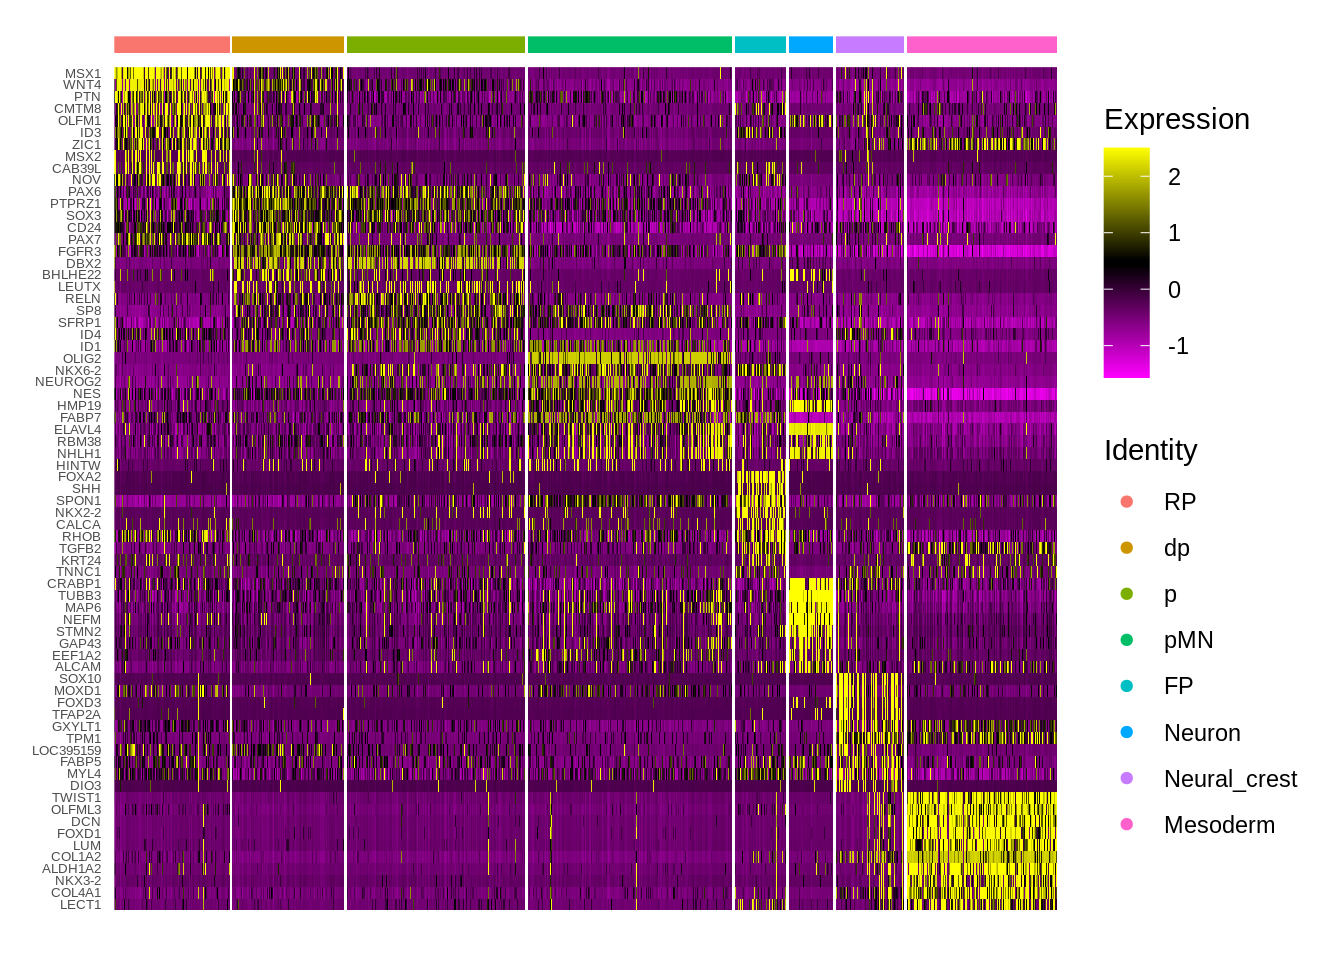 MSX1
WNT4
PTN
CMTM8
OLFM1
ID3
ZIC1
MSX2
CAB39L
NOV
PAX6
PTPRZ1
SOX3
CD24
PAX7
FGFR3
DBX2
BHLHE22
LEUTX
RELN
SP8
SFRP1
ID4
ID1
OLIG2
NKX6-2
NEUROG2
NES
HMP19
FABP7
ELAVL4
RBM38
NHLH1
HINTW
FOXA2
SHH
SPON1
NKX2-2
CALCA
RHOB
TGFB2
KRT24
TNNC1
CRABP1
TUBB3
MAP6
NEFM
STMN2
GAP43
EEF1A2
ALCAM
SOX10
MOXD1
FOXD3
TFAP2A
GXYLT1
TPM1
LOC395159
FABP5
MYL4
DIO3
TWIST1
OLFML3
DCN
FOXD1
LUM
COL1A2
ALDH1A2
NKX3-2
COL4A1
LECT1
Expression
2
1
0
-1
Identity
RP
dp
p
pMN
FP
Neuron
Neural_crest
Mesoderm